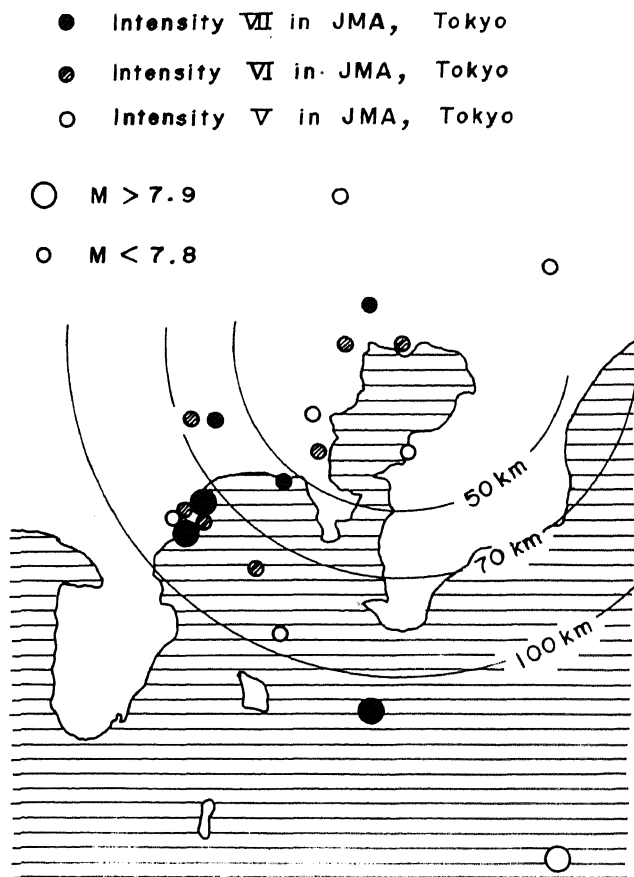 Intensity VII in JMA, Tokyo
Intensity VI in JMA, Tokyo
Intensity V in JMA, Tokyo
M > 7.9
M < 7.8
50 km
70 km
100 km